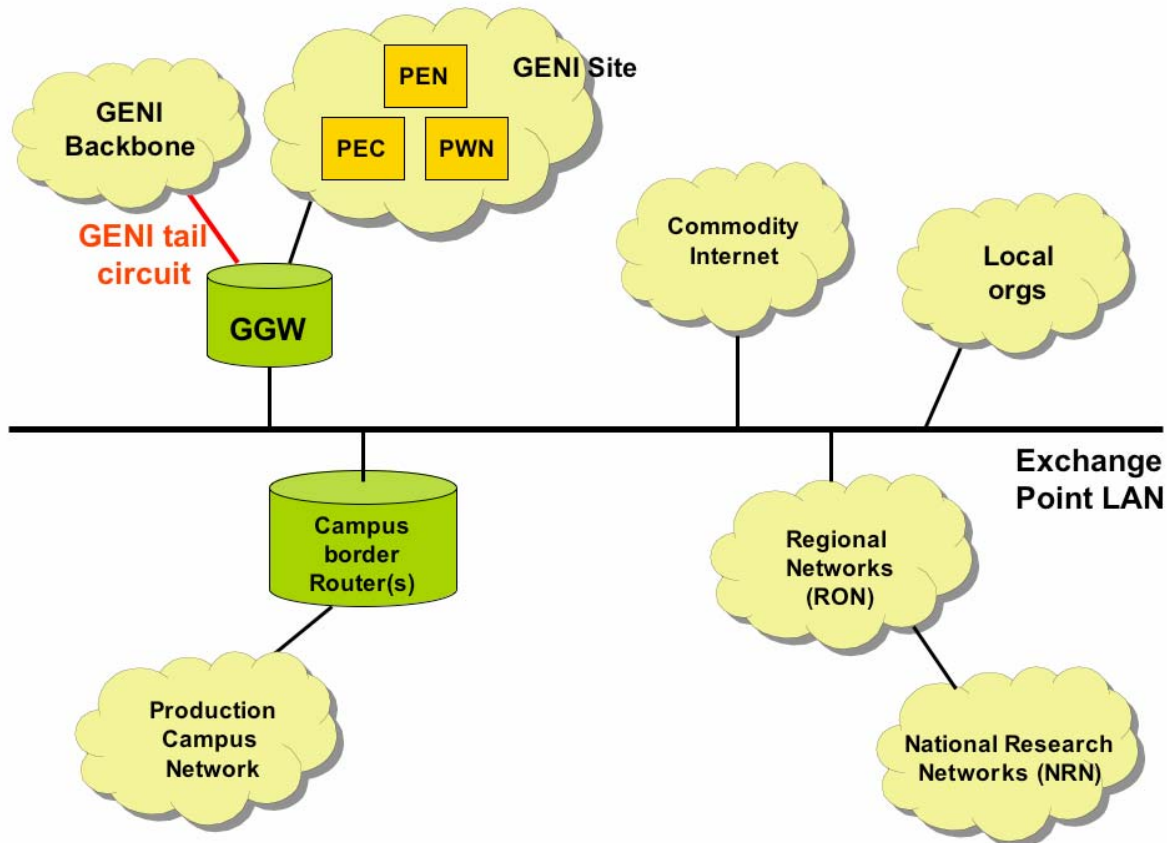 PEN
GENI Site
GENI
Backbone
PEC
PWN
GENI tail
circuit
GGW
Commodity
Internet
Local
orgs
Exchange
Point LAN
Campus
border
Router(s)
Regional
Networks
(RON)
Production
Campus
Network
National Research
Networks (NRN)